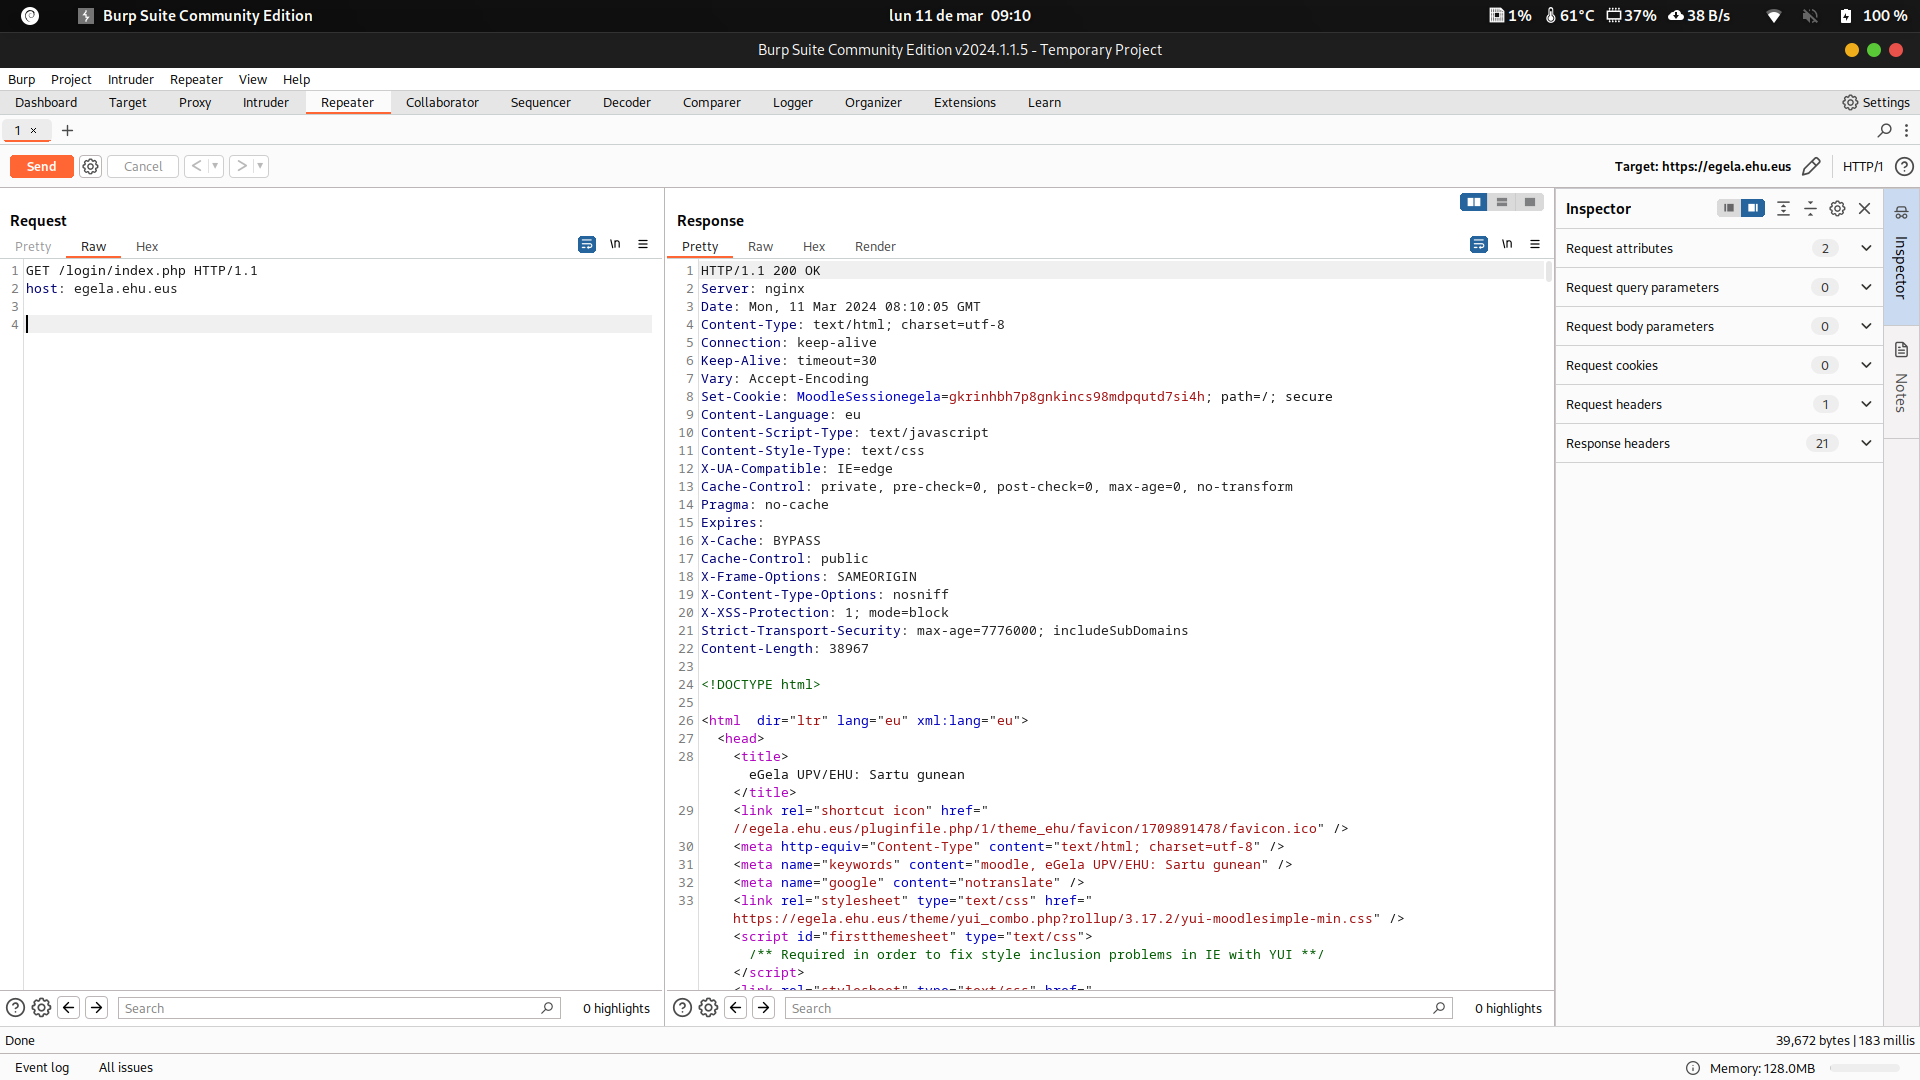 Burp Suite Community Edition
lun 11 de mar 09:10
1% 61°C 37% 38 B/s 100 %
Burp Suite Community Edition v2024.1.1.5 - Temporary Project
Burp Project Intruder Repeater View Help
Dashboard Target Proxy Intruder Repeater Collaborator Sequencer Decoder Comparer Logger Organizer Extensions Learn Settings
1 × +
Send Cancel < > Target: https://egela.ehu.eus HTTP/1 ?
Request
Pretty Raw Hex \n
1 GET /login/index.php HTTP/1.1
2 host: egela.ehu.eus
3
4
Response
Pretty Raw Hex Render \n
1 HTTP/1.1 200 OK
2 Server: nginx
3 Date: Mon, 11 Mar 2024 08:10:05 GMT
4 Content-Type: text/html; charset=utf-8
5 Connection: keep-alive
6 Keep-Alive: timeout=30
7 Vary: Accept-Encoding
8 Set-Cookie: MoodleSessionegela=gkrinhbh7p8gnkincs98mdpqutd7si4h; path=/; secure
9 Content-Language: eu
10 Content-Script-Type: text/javascript
11 Content-Style-Type: text/css
12 X-UA-Compatible: IE=edge
13 Cache-Control: private, pre-check=0, post-check=0, max-age=0, no-transform
14 Pragma: no-cache
15 Expires:
16 X-Cache: BYPASS
17 Cache-Control: public
18 X-Frame-Options: SAMEORIGIN
19 X-Content-Type-Options: nosniff
20 X-XSS-Protection: 1; mode=block
21 Strict-Transport-Security: max-age=7776000; includeSubDomains
22 Content-Length: 38967
23
24 <!DOCTYPE html>
25
26 <html  dir="ltr" lang="eu" xml:lang="eu">
27 <head>
28 <title>
eGela UPV/EHU: Sartu gunean
</title>
29 <link rel="shortcut icon" href="
//egela.ehu.eus/pluginfile.php/1/theme_ehu/favicon/1709891478/favicon.ico" />
30 <meta http-equiv="Content-Type" content="text/html; charset=utf-8" />
31 <meta name="keywords" content="moodle, eGela UPV/EHU: Sartu gunean" />
32 <meta name="google" content="notranslate" />
33 <link rel="stylesheet" type="text/css" href="
https://egela.ehu.eus/theme/yui_combo.php?rollup/3.17.2/yui-moodlesimple-min.css" />
<script id="firstthemesheet" type="text/css">
/** Required in order to fix style inclusion problems in IE with YUI **/
</script>
<link rel="stylesheet" type="text/css" href="
Inspector
Request attributes 2
Request query parameters 0
Request body parameters 0
Request cookies 0
Request headers 1
Response headers 21
Inspector
Notes
? Search 0 highlights
? Search 0 highlights
Done 39,672 bytes | 183 millis
Event log All issues Memory: 128.0MB